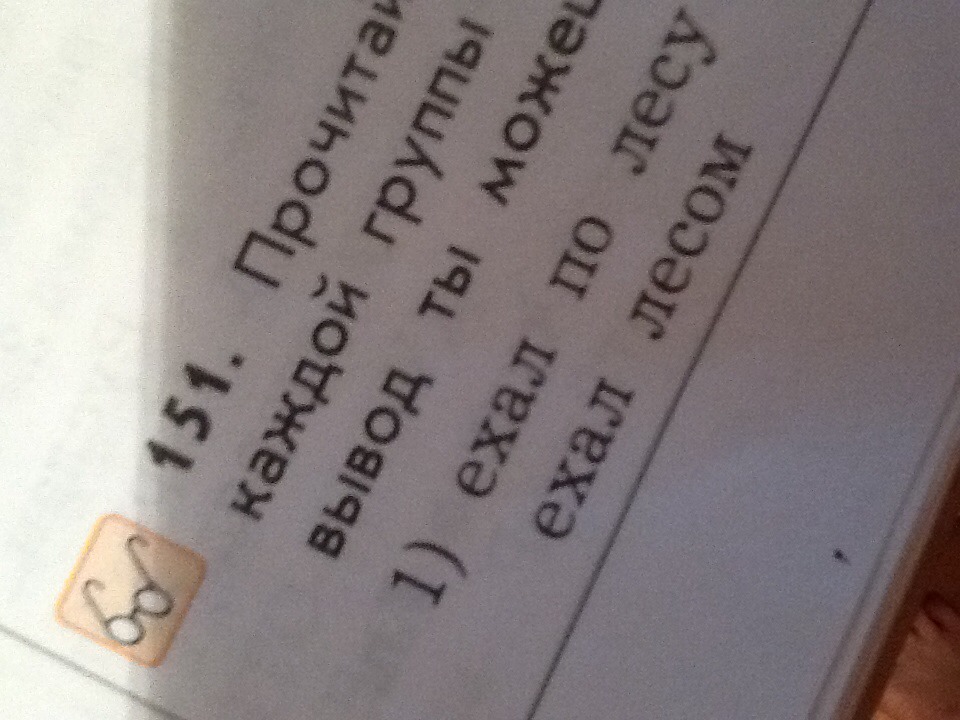 151. Прочитай
каждой группы
вывод ты можеш
1) ехал по лесу
ехал лесом